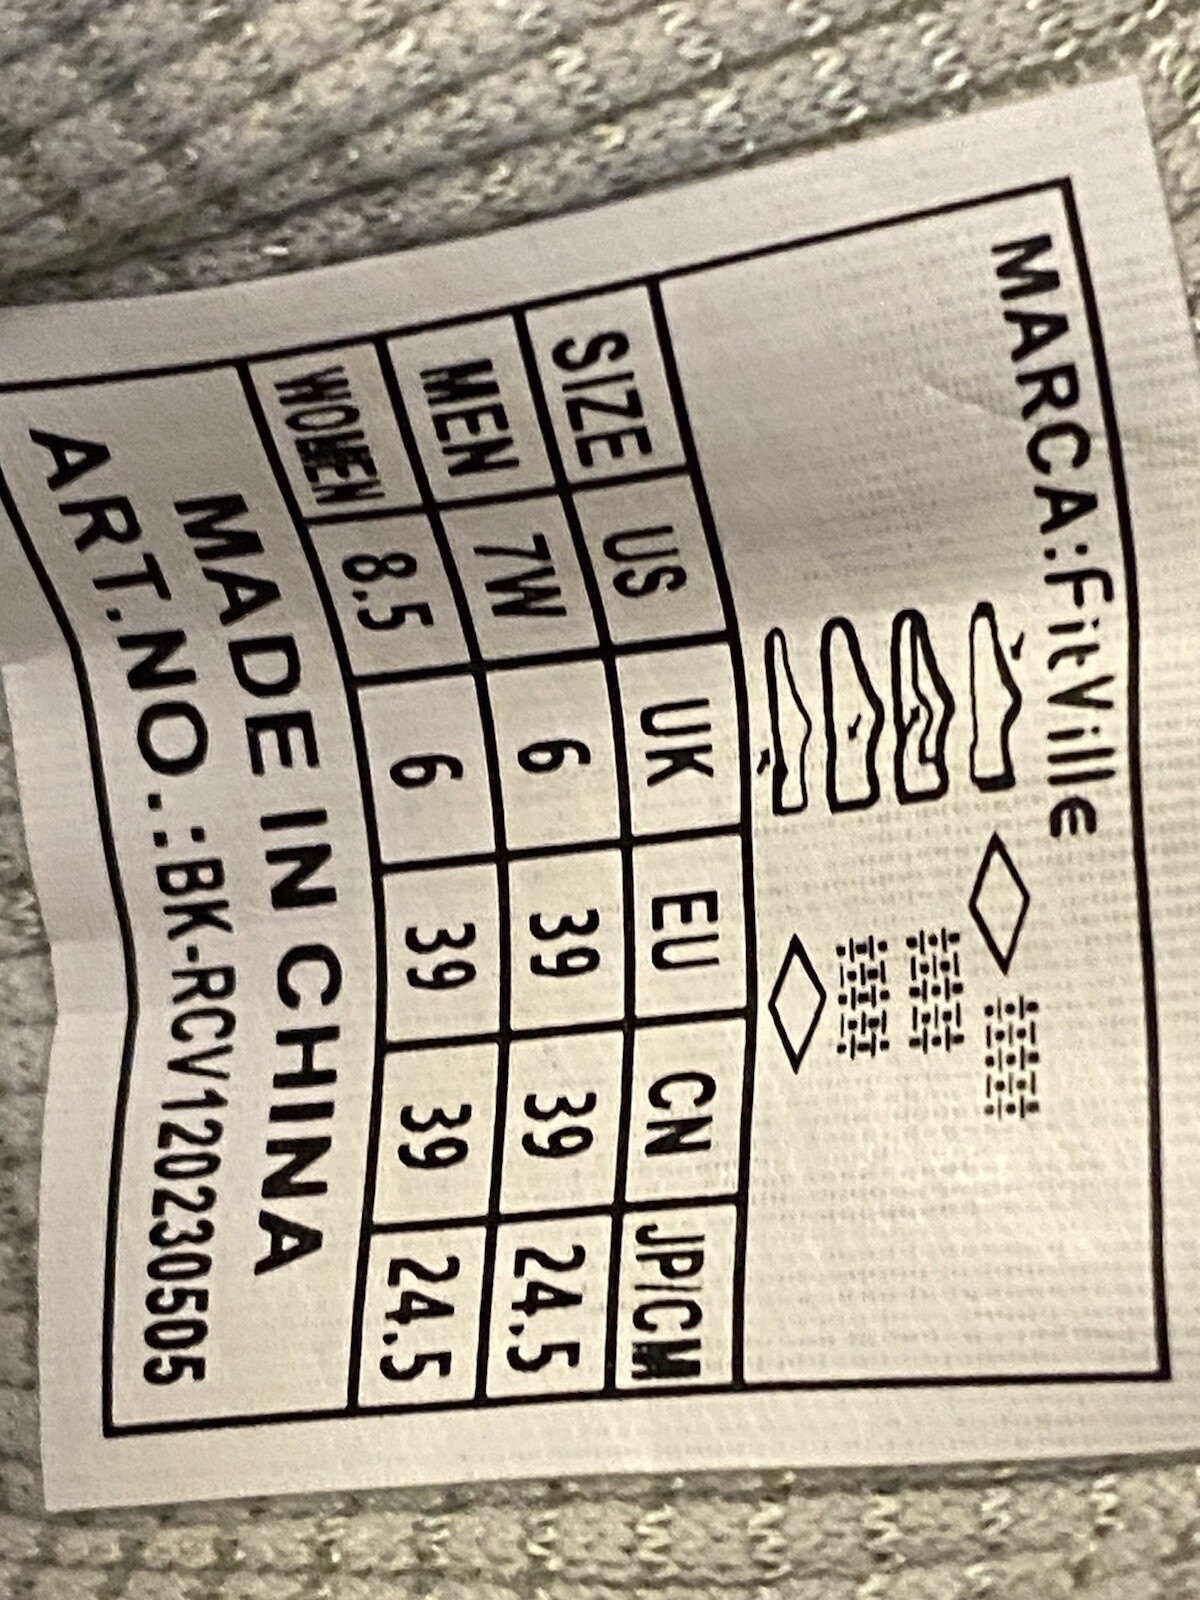 MARCA:FitVille
SIZE US UK EU CN JP/CM
MEN 7W 6 39 39 24.5
WOMEN 8.5 6 39 39 24.5
MADE IN CHINA
ART.NO.:BK-RCV120230505